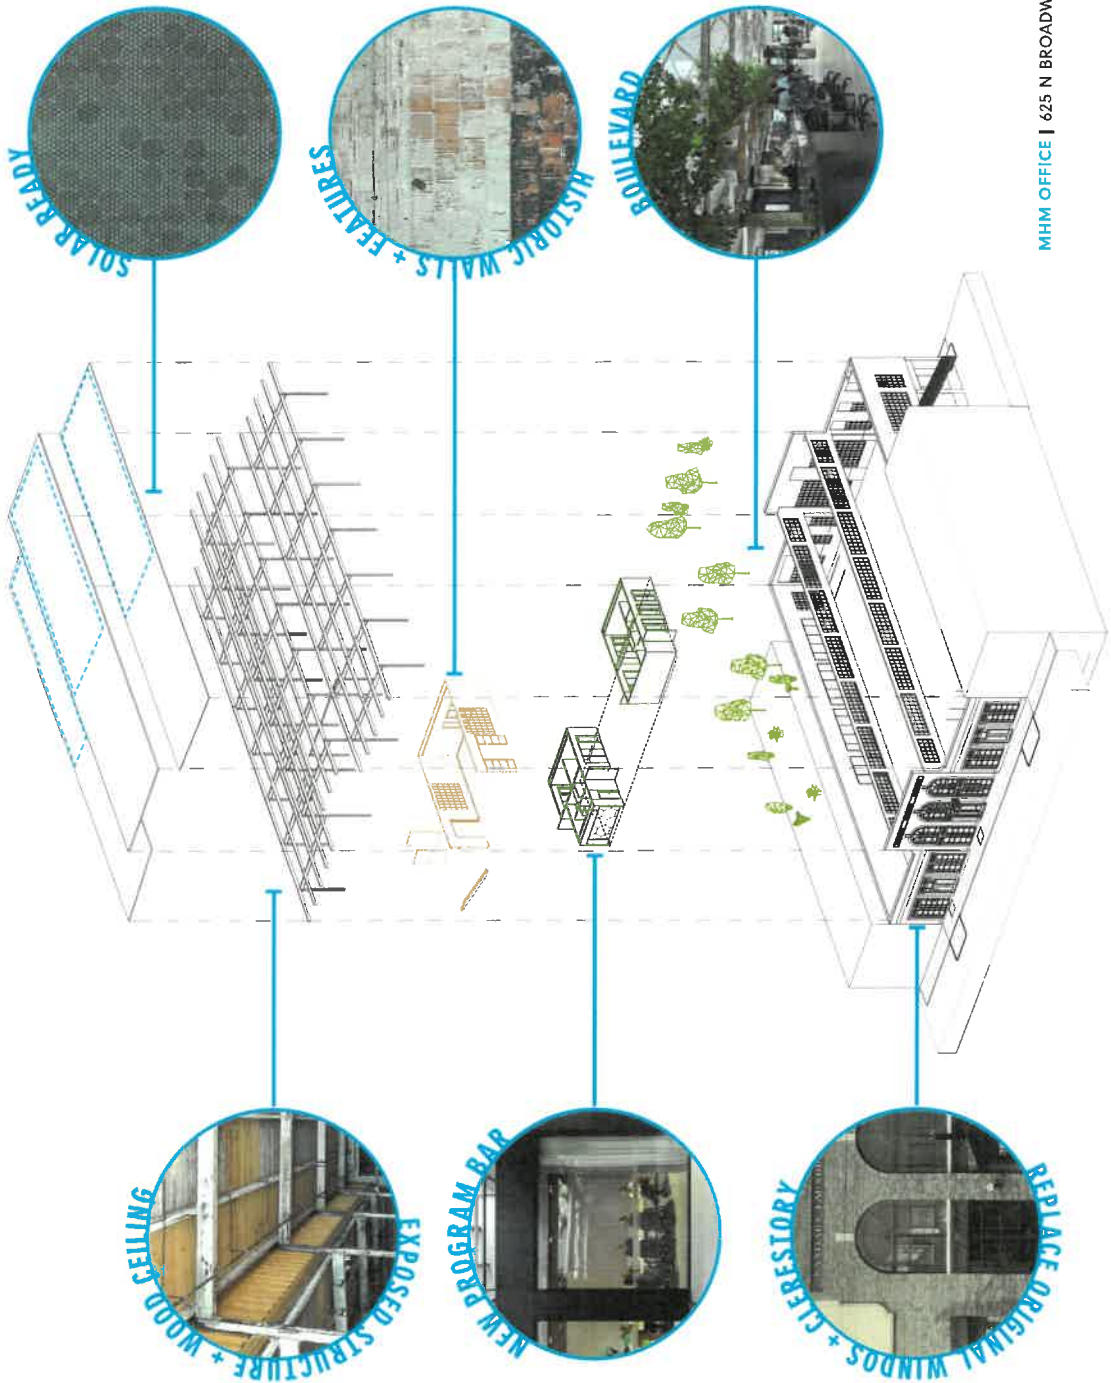 SOLAR READY
HISTORIC WALLS + FEATURES
BOULEVARD
WOOD CEILING
EXPOSED STRUCTURE +
NEW PROGRAM BAR
REPLACE ORIGINAL WINDOS + CLERESTORY
MHM OFFICE | 625 N BROADW